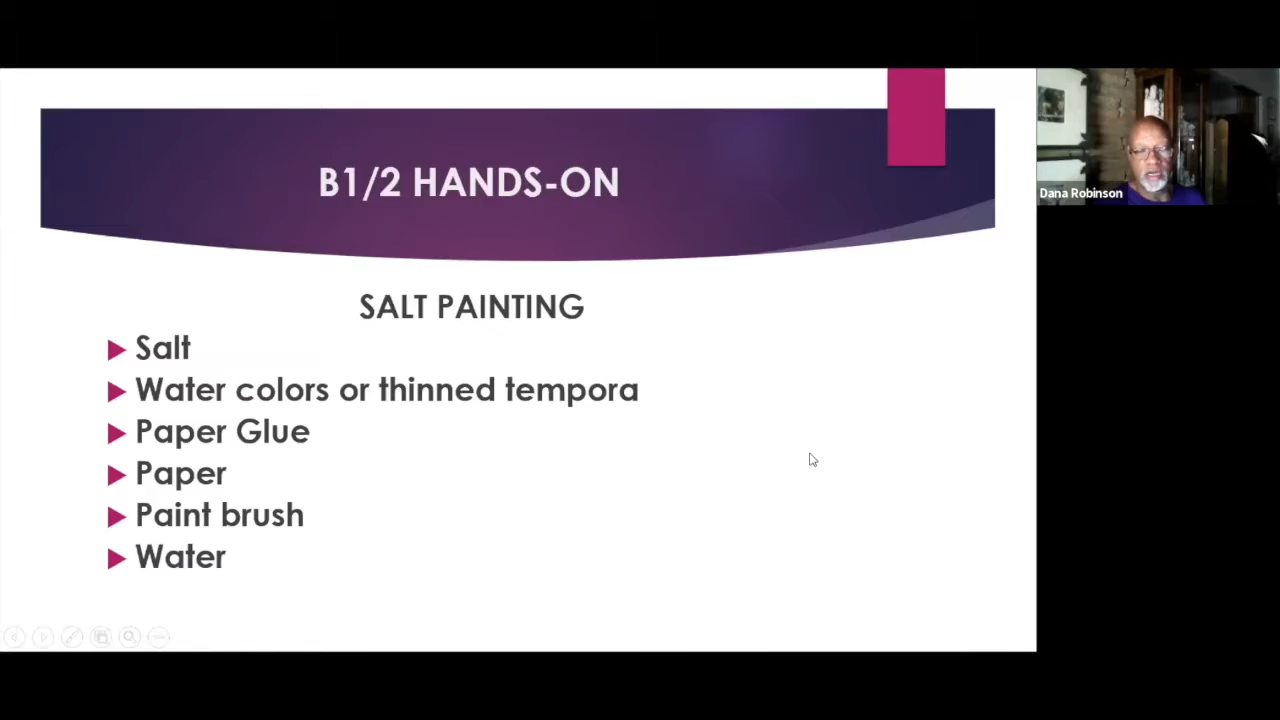 B1/2 HANDS-ON
Dana Robinson
SALT PAINTING
Salt
Water colors or thinned tempora
Paper Glue
Paper
Paint brush
Water